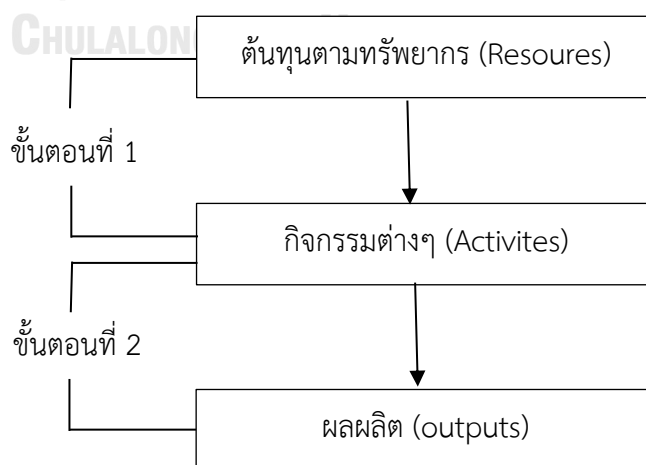 CHULALON
ต้นทุนตามทรัพยากร (Resoures)
ขั้นตอนที่ 1
กิจกรรมต่างๆ (Activites)
ขั้นตอนที่ 2
ผลผลิต (outputs)